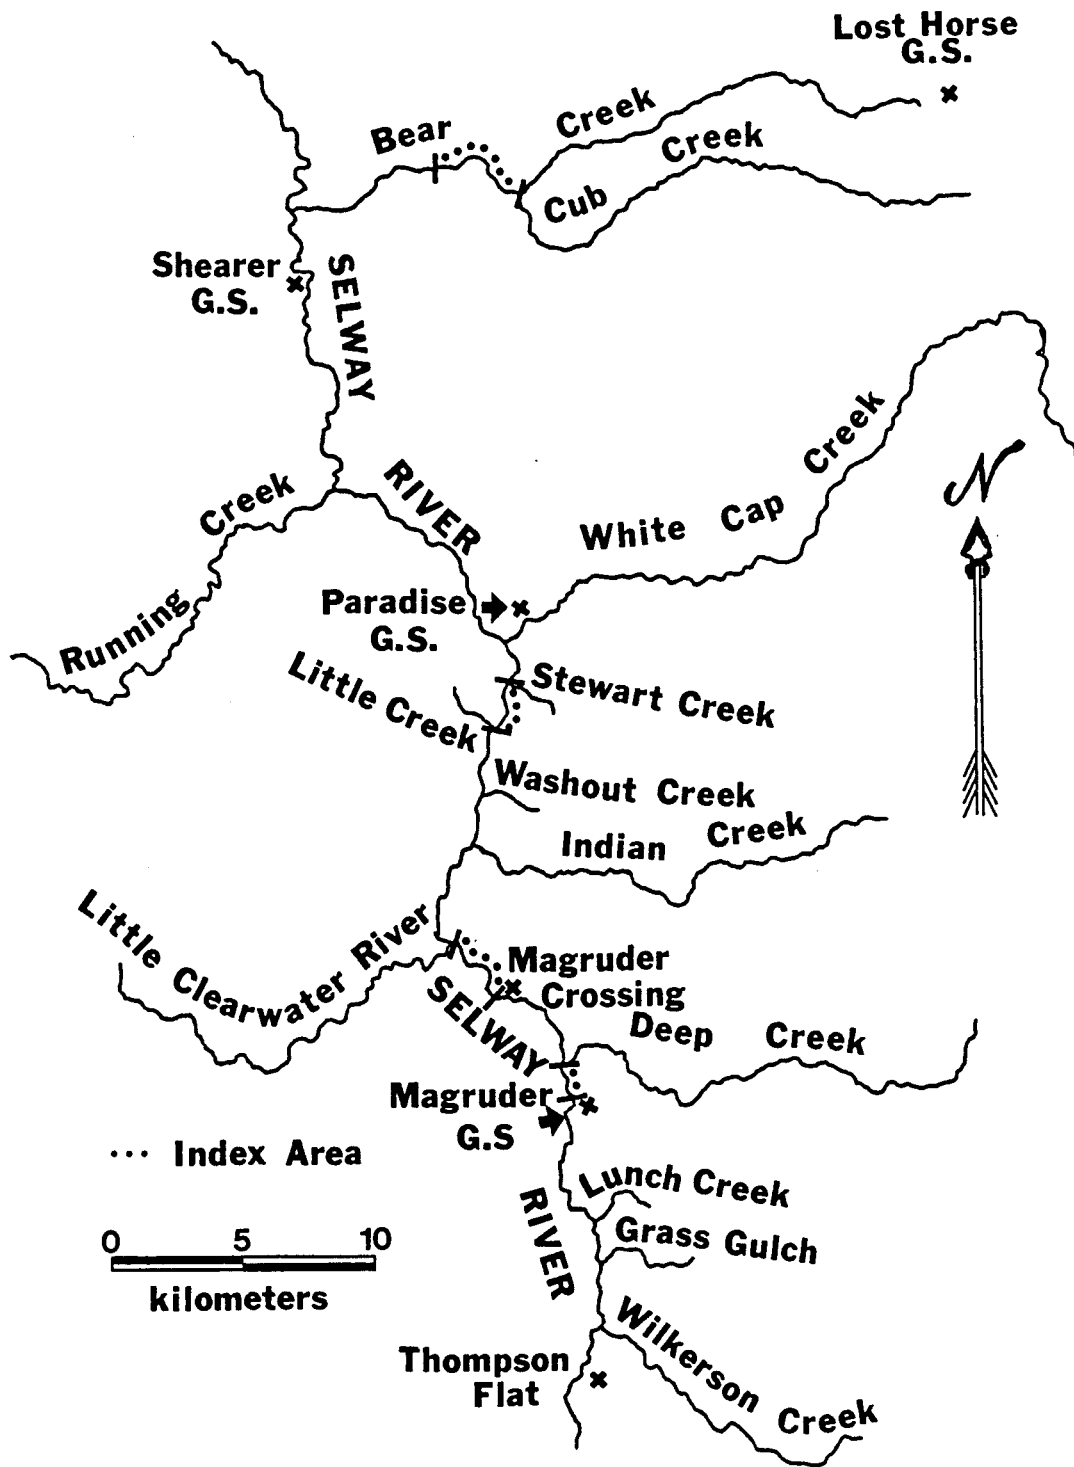 Lost Horse
G.S.
Bear Creek
Cub Creek
Shearer
G.S.
SELWAY RIVER
Running Creek
White Cap Creek
N
Paradise
G.S.
Stewart Creek
Little Creek
Washout Creek
Indian Creek
Little Clearwater River
Magruder
Crossing
SELWAY RIVER
Deep Creek
Magruder
G.S
Index Area
Lunch Creek
Grass Gulch
0 5 10
kilometers
Wilkerson Creek
Thompson
Flat